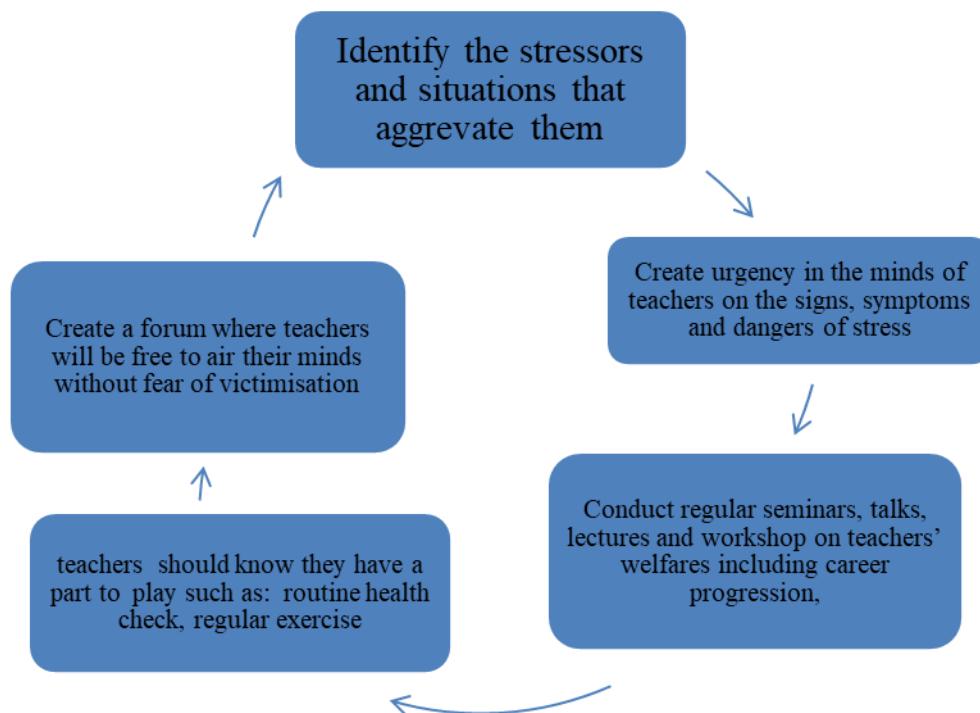 Identify the stressors
and situations that
aggrevate them
Create urgency in the minds of
teachers on the signs, symptoms
and dangers of stress
Conduct regular seminars, talks,
lectures and workshop on teachers’
welfares including career
progression,
teachers should know they have a
part to play such as: routine health
check, regular exercise
Create a forum where teachers
will be free to air their minds
without fear of victimisation